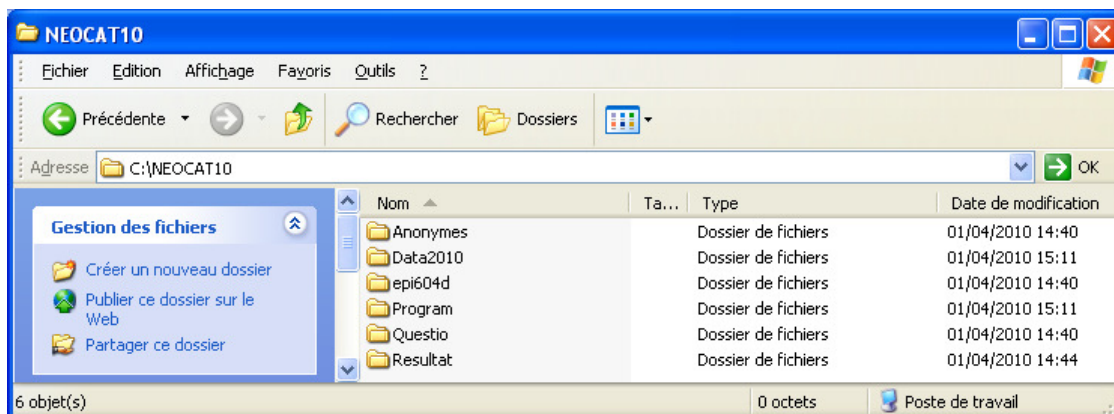 NEOCAT10
Fichier Edition Affichage Favoris Outils ?
Précédente Rechercher Dossiers
Adresse C:\NEOCAT10 OK
Gestion des fichiers
Créer un nouveau dossier
Publier ce dossier sur le
Web
Partager ce dossier
Nom Ta... Type Date de modification
Anonymes Dossier de fichiers 01/04/2010 14:40
Data2010 Dossier de fichiers 01/04/2010 15:11
epi604d Dossier de fichiers 01/04/2010 14:40
Program Dossier de fichiers 01/04/2010 15:11
Questio Dossier de fichiers 01/04/2010 14:40
Resultat Dossier de fichiers 01/04/2010 14:44
6 objet(s) 0 octets Poste de travail